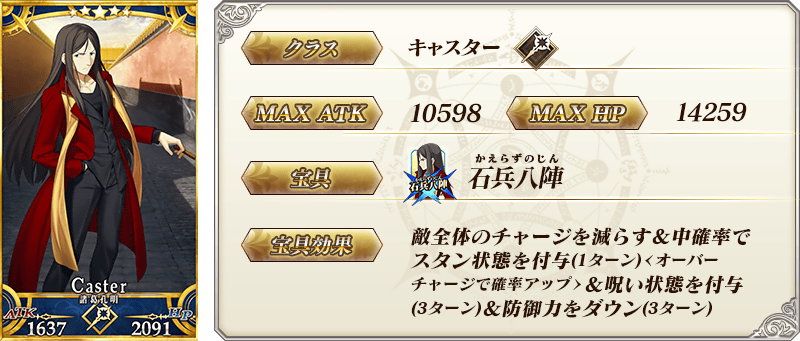 Caster
諸葛孔明
ATK
HP
1637
2091
クラス
キャスター
MAX ATK
10598
MAX HP
14259
宝具
石兵八陣
かえらずのじん
石兵八陣
宝具効果
敵全体のチャージを減らす&中確率で
スタン状態を付与(1ターン)<オーバー
チャージで確率アップ>&呪い状態を付与
(3ターン)&防御力をダウン(3ターン)